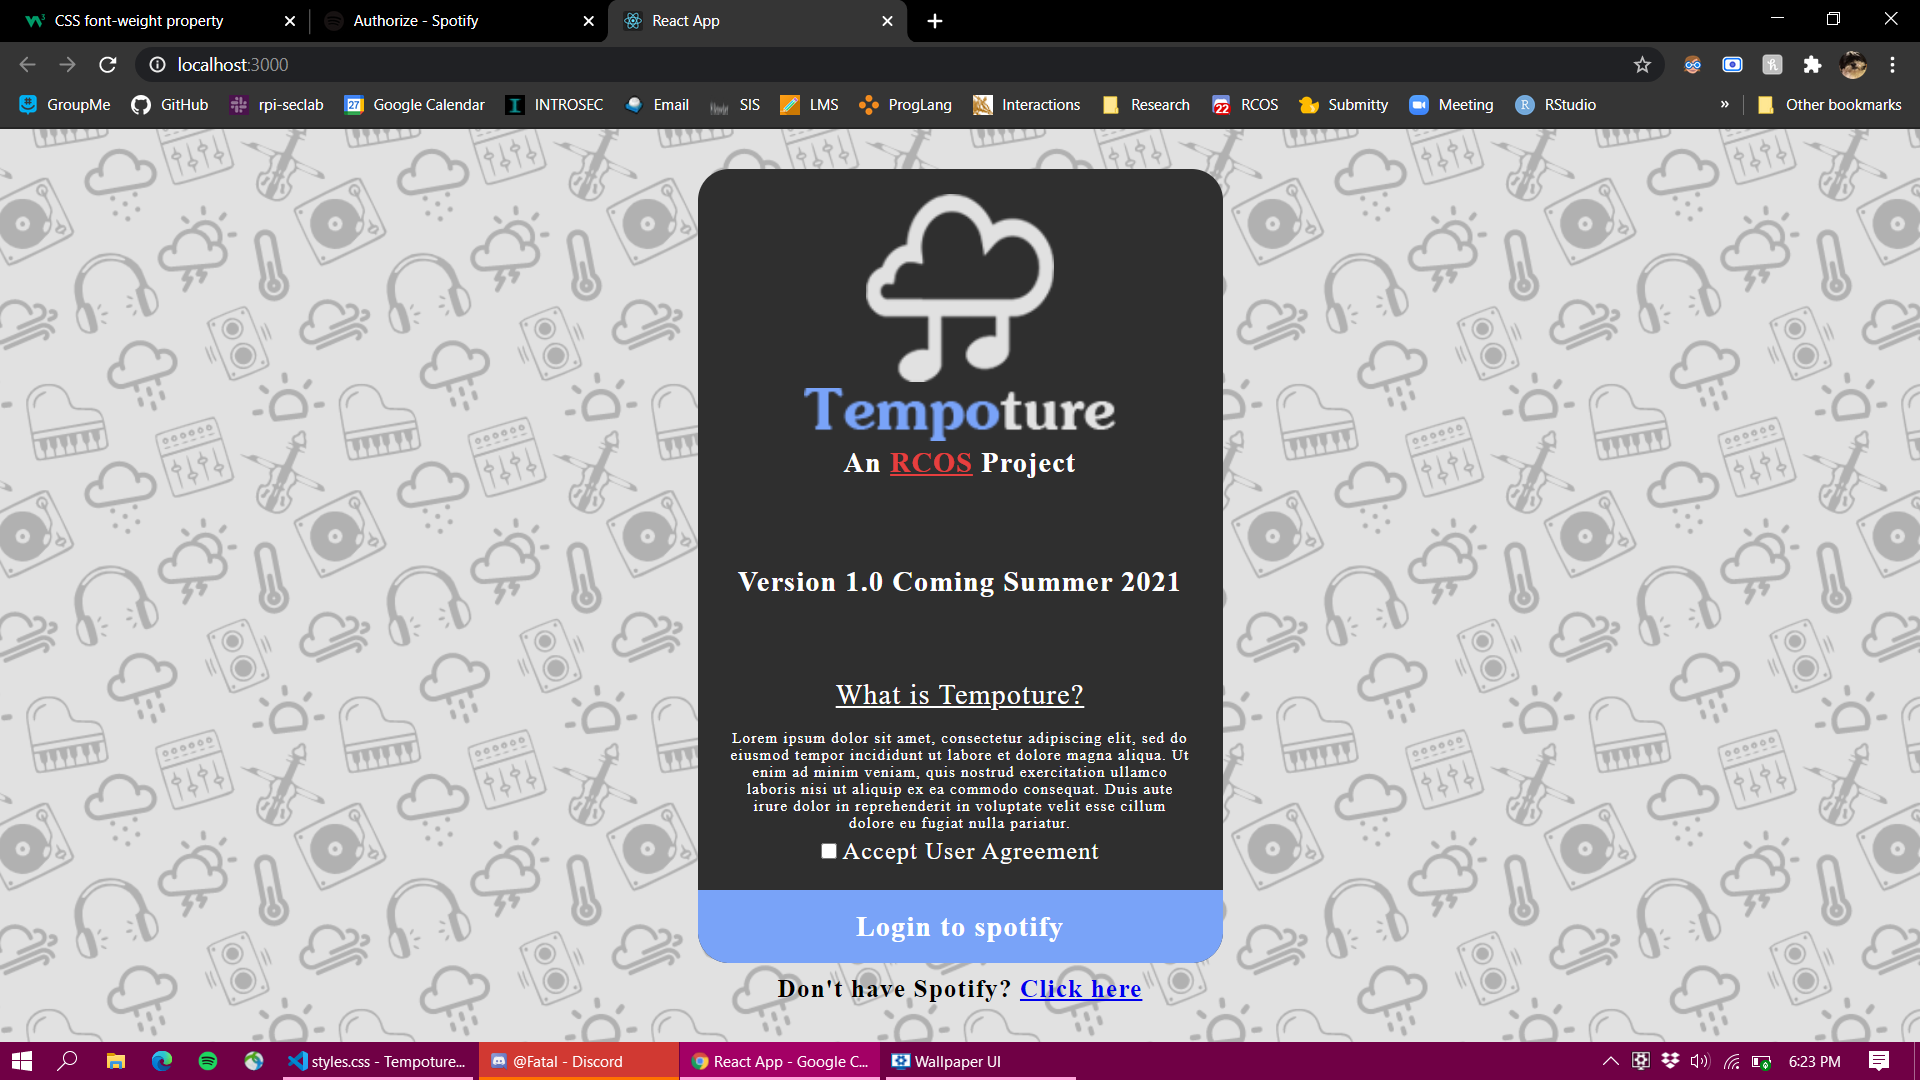 CSS font-weight property
Authorize - Spotify
React App
localhost:3000
GroupMe
GitHub
rpi-seclab
27
Google Calendar
I
INTROSEC
Email
SIS
LMS
ProgLang
Interactions
Research
22
RCOS
Submitty
Meeting
R
RStudio
»
Other bookmarks
Tempoture
An RCOS Project
Version 1.0 Coming Summer 2021
What is Tempoture?
Lorem ipsum dolor sit amet, consectetur adipiscing elit, sed do
eiusmod tempor incididunt ut labore et dolore magna aliqua. Ut
enim ad minim veniam, quis nostrud exercitation ullamco
laboris nisi ut aliquip ex ea commodo consequat. Duis aute
irure dolor in reprehenderit in voluptate velit esse cillum
dolore eu fugiat nulla pariatur.
Accept User Agreement
Login to spotify
Don't have Spotify? Click here
styles.css - Tempoture...
@Fatal - Discord
React App - Google C...
Wallpaper UI
6:23 PM